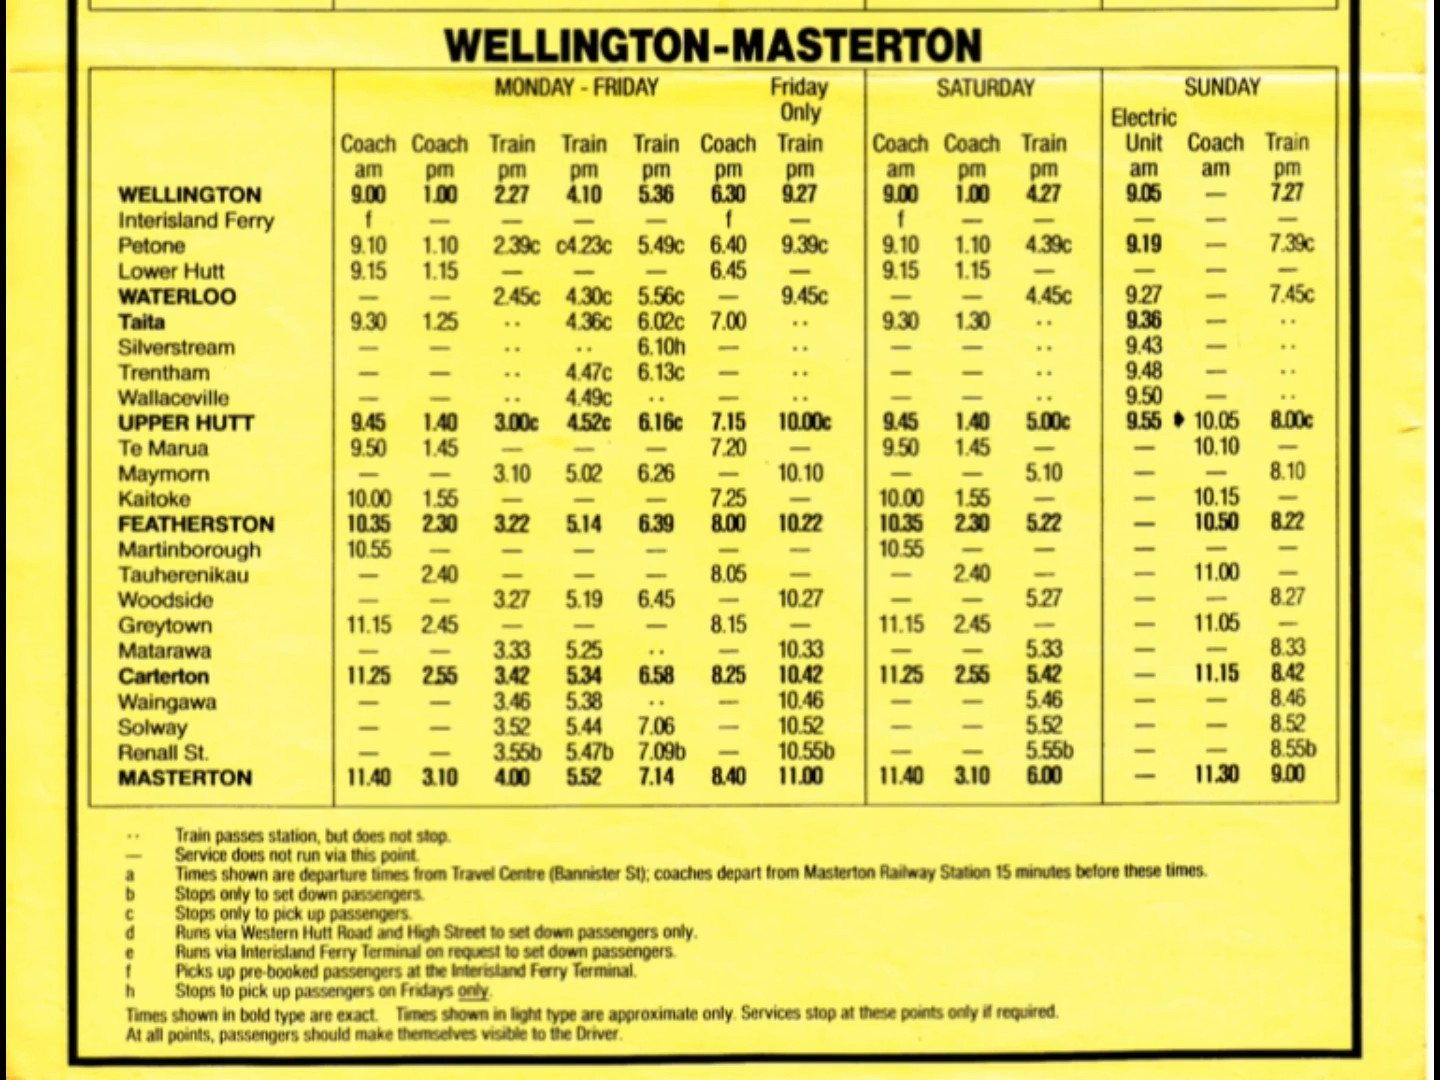 WELLINGTON-MASTERTON
MONDAY - FRIDAY Friday Only SATURDAY SUNDAY
Coach Coach Train Train Train Coach Train Coach Coach Train Electric Unit Coach Train
am pm pm pm pm pm pm am pm pm am am pm
WELLINGTON 9.00 1.00 2.27 4.10 5.36 6.30 9.27 9.00 1.00 4.27 9.05 — 7.27
Interisland Ferry f — — — — f — f — — — — —
Petone 9.10 1.10 2.39c c4.23c 5.49c 6.40 9.39c 9.10 1.10 4.39c 9.19 — 7.39c
Lower Hutt 9.15 1.15 — — — 6.45 — 9.15 1.15 — — — —
WATERLOO — — 2.45c 4.30c 5.56c — 9.45c — — 4.45c 9.27 — 7.45c
Taita 9.30 1.25 .. 4.36c 6.02c 7.00 .. 9.30 1.30 .. 9.36 — ..
Silverstream — — .. .. 6.10h — .. — — .. 9.43 — ..
Trentham — — .. 4.47c 6.13c — .. — — .. 9.48 — ..
Wallaceville — — .. 4.49c .. — .. — — .. 9.50 — ..
UPPER HUTT 9.45 1.40 3.00c 4.52c 6.16c 7.15 10.00c 9.45 1.40 5.00c 9.55 10.05 8.00c
Te Marua 9.50 1.45 — — — 7.20 — 9.50 1.45 — — 10.10 —
Maymorn — — 3.10 5.02 6.26 — 10.10 — — 5.10 — — 8.10
Kaitoke 10.00 1.55 — — — 7.25 — 10.00 1.55 — — 10.15 —
FEATHERSTON 10.35 2.30 3.22 5.14 6.39 8.00 10.22 10.35 2.30 5.22 — 10.50 8.22
Martinborough 10.55 — — — — — — 10.55 — — — — —
Tauherenikau — 2.40 — — — 8.05 — — 2.40 — — 11.00 —
Woodside — — 3.27 5.19 6.45 — 10.27 — — 5.27 — — 8.27
Greytown 11.15 2.45 — — — 8.15 — 11.15 2.45 — — 11.05 —
Matarawa — — 3.33 5.25 .. — 10.33 — — 5.33 — — 8.33
Carterton 11.25 2.55 3.42 5.34 6.58 8.25 10.42 11.25 2.55 5.42 — 11.15 8.42
Waingawa — — 3.46 5.38 .. — 10.46 — — 5.46 — — 8.46
Solway — — 3.52 5.44 7.06 — 10.52 — — 5.52 — — 8.52
Renall St. — — 3.55b 5.47b 7.09b — 10.55b — — 5.55b — — 8.55b
MASTERTON 11.40 3.10 4.00 5.52 7.14 8.40 11.00 11.40 3.10 6.00 — 11.30 9.00
.. Train passes station, but does not stop.
— Service does not run via this point.
a Times shown are departure times from Travel Centre (Bannister St); coaches depart from Masterton Railway Station 15 minutes before these times.
b Stops only to set down passengers.
c Stops only to pick up passengers.
d Runs via Western Hutt Road and High Street to set down passengers only.
e Runs via Interisland Ferry Terminal on request to set down passengers.
f Picks up pre-booked passengers at the Interisland Ferry Terminal.
h Stops to pick up passengers on Fridays only.
Times shown in bold type are exact. Times shown in light type are approximate only. Services stop at these points only if required.
At all points, passengers should make themselves visible to the Driver.